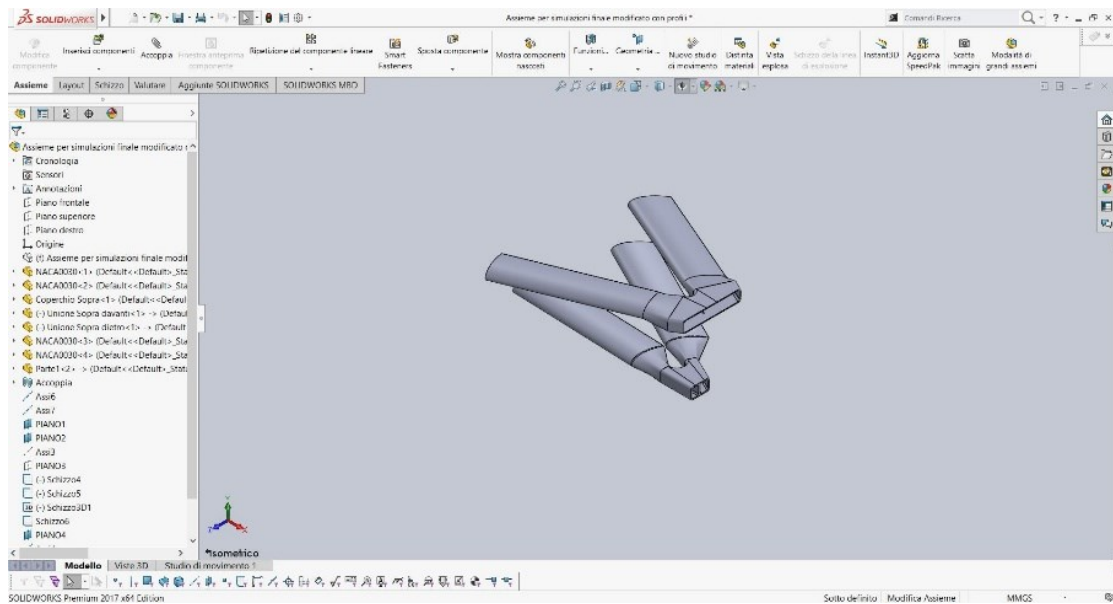 SOLIDWORKS
Assieme per simulazioni finale modificato con profili *
Comandi Ricerca
Modifica componente
Inserisci componenti
Accoppia
Finestra anteprima componente
Ripetizione del componente lineare
Smart Fasteners
Sposta componente
Mostra componenti nascosti
Funzioni...
Geometria ...
Nuovo studio di movimento
Distinta materiali
Vista esplosa
Schizzo della linea di esplosione
Instant3D
Aggiorna SpeedPak
Scatta immagini
Modalità di grandi assiemi
Assieme Layout Schizzo Valutare Aggiunte SOLIDWORKS SOLIDWORKS MBD
Assieme per simulazioni finale modificato
Cronologia
Sensori
Annotazioni
Piano frontale
Piano superiore
Piano destro
Origine
(f) Assieme per simulazioni finale modif
NACA0030<1> (Default<<Default>_Sta
NACA0030<2> (Default<<Default>_Sta
Coperchio Sopra<1> (Default<<Defaul
(-) Unione Sopra davanti<1> -> (Defaul
(-) Unione Sopra dietro<1> -> (Default
NACA0030<3> (Default<<Default>_Sta
NACA0030<4> (Default<<Default>_Sta
Parte1<2> -> (Default<<Default>_Stat
Accoppia
Assi6
Assi7
PIANO1
PIANO2
Assi3
PIANO3
(-) Schizzo4
(-) Schizzo5
(-) Schizzo3D1
Schizzo6
PIANO4
*Isometrico
Modello Viste 3D Studio di movimento 1
SOLIDWORKS Premium 2017 x64 Edition
Sotto definito Modifica Assieme MMGS